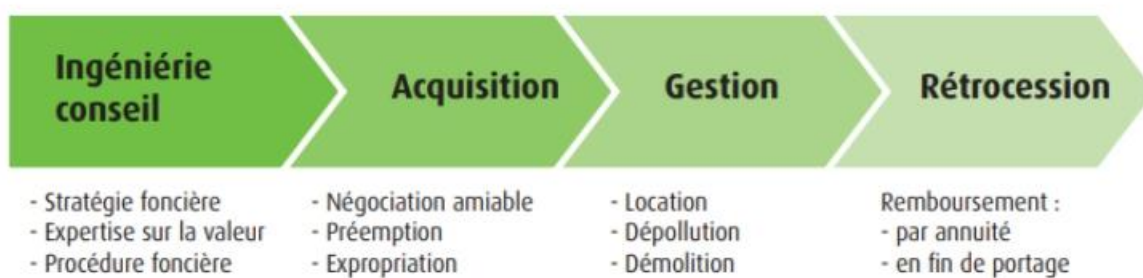 Ingéniérie
conseil
Acquisition
Gestion
Rétrocession
- Stratégie foncière
- Expertise sur la valeur
- Procédure foncière
- Négociation amiable
- Préemption
- Expropriation
- Location
- Dépollution
- Démolition
Remboursement :
- par annuité
- en fin de portage